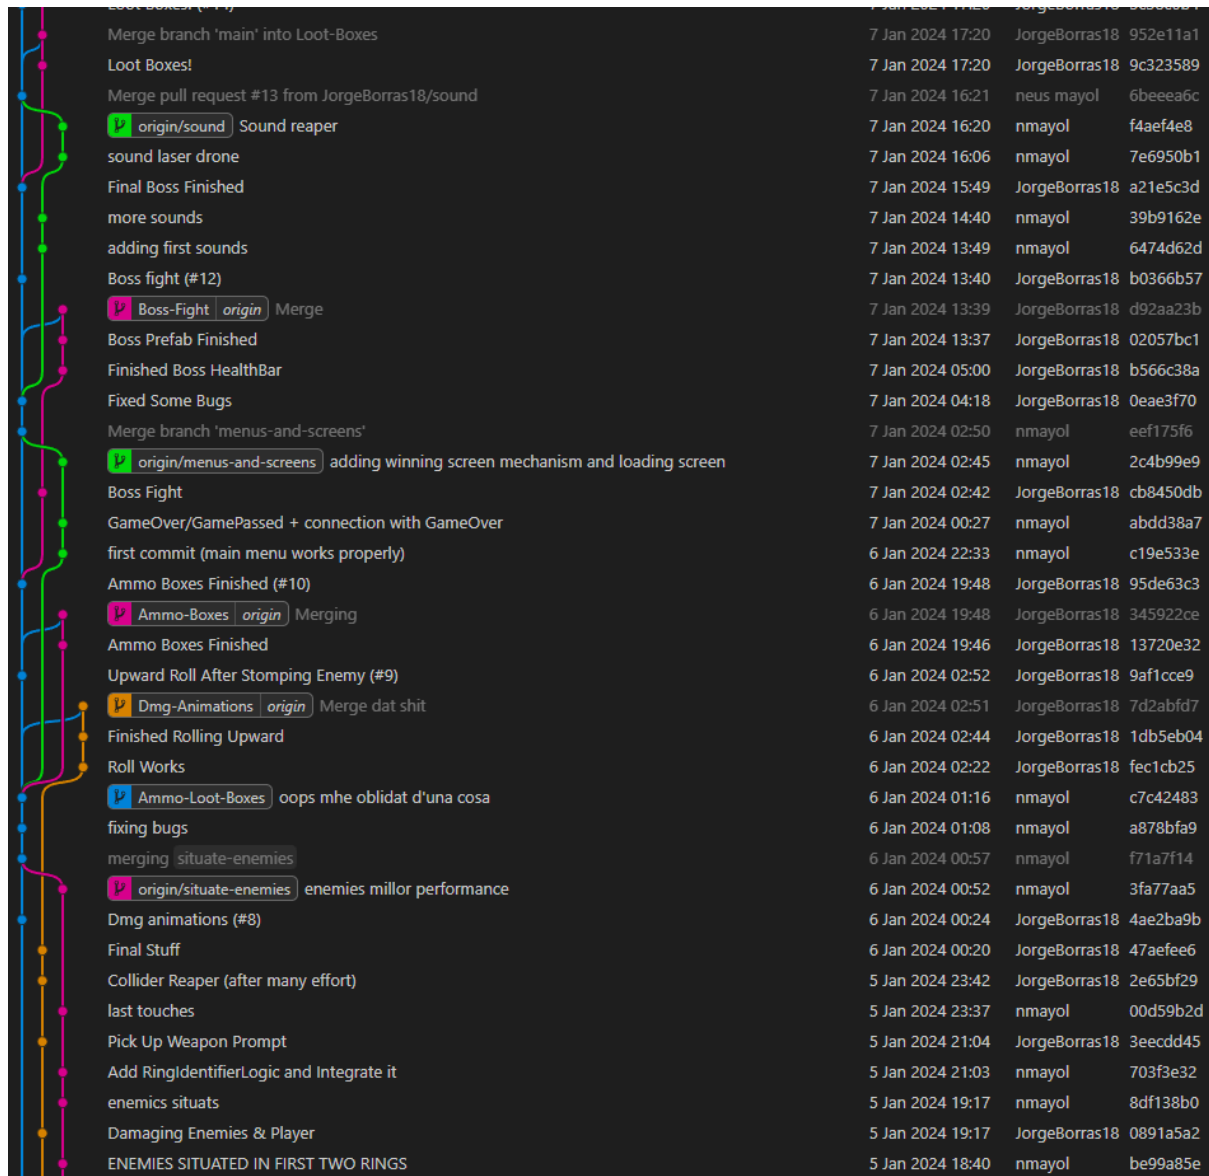 Loot Boxes! (#14) 7 Jan 2024 17:20 JorgeBorras18
Merge branch 'main' into Loot-Boxes 7 Jan 2024 17:20 JorgeBorras18 952e11a1
Loot Boxes! 7 Jan 2024 17:20 JorgeBorras18 9c323589
Merge pull request #13 from JorgeBorras18/sound 7 Jan 2024 16:21 neus mayol 6beeea6c
origin/sound Sound reaper 7 Jan 2024 16:20 nmayol f4aef4e8
sound laser drone 7 Jan 2024 16:06 nmayol 7e6950b1
Final Boss Finished 7 Jan 2024 15:49 JorgeBorras18 a21e5c3d
more sounds 7 Jan 2024 14:40 nmayol 39b9162e
adding first sounds 7 Jan 2024 13:49 nmayol 6474d62d
Boss fight (#12) 7 Jan 2024 13:40 JorgeBorras18 b0366b57
Boss-Fight origin Merge 7 Jan 2024 13:39 JorgeBorras18 d92aa23b
Boss Prefab Finished 7 Jan 2024 13:37 JorgeBorras18 02057bc1
Finished Boss HealthBar 7 Jan 2024 05:00 JorgeBorras18 b566c38a
Fixed Some Bugs 7 Jan 2024 04:18 JorgeBorras18 0eae3f70
Merge branch 'menus-and-screens' 7 Jan 2024 02:50 nmayol eef175f6
origin/menus-and-screens adding winning screen mechanism and loading screen 7 Jan 2024 02:45 nmayol 2c4b99e9
Boss Fight 7 Jan 2024 02:42 JorgeBorras18 cb8450db
GameOver/GamePassed + connection with GameOver 7 Jan 2024 00:27 nmayol abdd38a7
first commit (main menu works properly) 6 Jan 2024 22:33 nmayol c19e533e
Ammo Boxes Finished (#10) 6 Jan 2024 19:48 JorgeBorras18 95de63c3
Ammo-Boxes origin Merging 6 Jan 2024 19:48 JorgeBorras18 345922ce
Ammo Boxes Finished 6 Jan 2024 19:46 JorgeBorras18 13720e32
Upward Roll After Stomping Enemy (#9) 6 Jan 2024 02:52 JorgeBorras18 9af1cce9
Dmg-Animations origin Merge dat shit 6 Jan 2024 02:51 JorgeBorras18 7d2abfd7
Finished Rolling Upward 6 Jan 2024 02:44 JorgeBorras18 1db5eb04
Roll Works 6 Jan 2024 02:22 JorgeBorras18 fec1cb25
Ammo-Loot-Boxes oops mhe oblidat d'una cosa 6 Jan 2024 01:16 nmayol c7c42483
fixing bugs 6 Jan 2024 01:08 nmayol a878bfa9
merging situate-enemies 6 Jan 2024 00:57 nmayol f71a7f14
origin/situate-enemies enemies millor performance 6 Jan 2024 00:52 nmayol 3fa77aa5
Dmg animations (#8) 6 Jan 2024 00:24 JorgeBorras18 4ae2ba9b
Final Stuff 6 Jan 2024 00:20 JorgeBorras18 47aefee6
Collider Reaper (after many effort) 5 Jan 2024 23:42 JorgeBorras18 2e65bf29
last touches 5 Jan 2024 23:37 nmayol 00d59b2d
Pick Up Weapon Prompt 5 Jan 2024 21:04 JorgeBorras18 3eecdd45
Add RingIdentifierLogic and Integrate it 5 Jan 2024 21:03 nmayol 703f3e32
enemics situats 5 Jan 2024 19:17 nmayol 8df138b0
Damaging Enemies & Player 5 Jan 2024 19:17 JorgeBorras18 0891a5a2
ENEMIES SITUATED IN FIRST TWO RINGS 5 Jan 2024 18:40 nmayol be99a85e